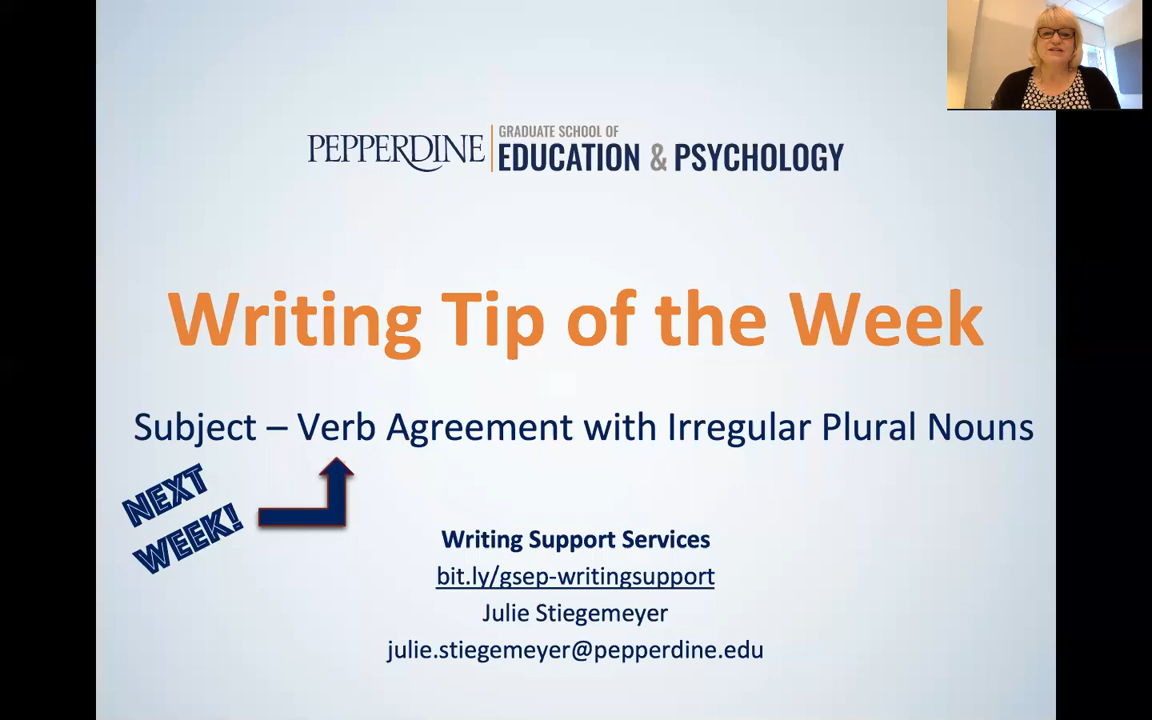 PEPPERDINE
GRADUATE SCHOOL OF
EDUCATION & PSYCHOLOGY
Writing Tip of the Week
Subject – Verb Agreement with Irregular Plural Nouns
NEXT
WEEK!
Writing Support Services
bit.ly/gsep-writingsupport
Julie Stiegemeyer
julie.stiegemeyer@pepperdine.edu